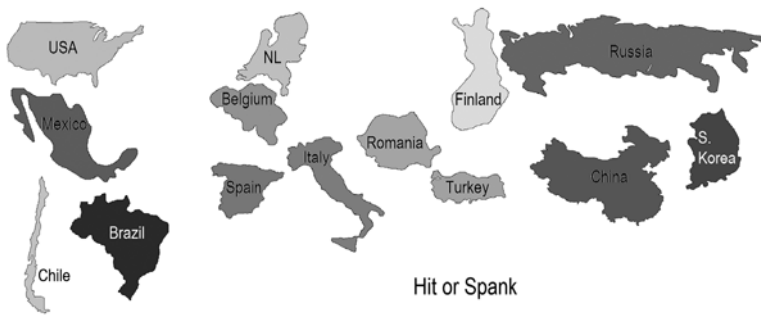 USA
NL
Finland
Russia
Mexico
Belgium
Romania
Italy
S.
Korea
Spain
Turkey
China
Brazil
Chile
Hit or Spank